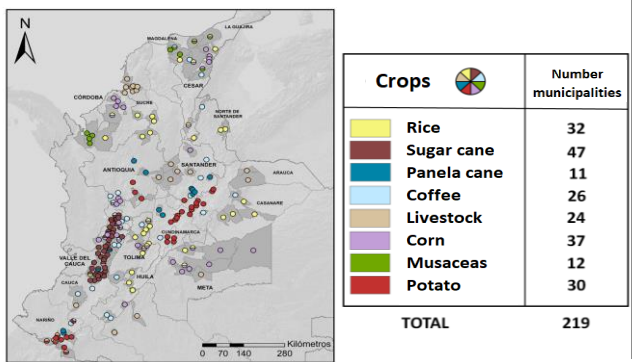 N
LA GUAJIRA
MAGDALENA
CESAR
CÓRDOBA
SUCRE
NORTE DE
SANTANDER
ANTIOQUIA
SANTANDER
ARAUCA
CASANARE
CUNDINAMARCA
VALLE DEL
CAUCA
TOLIMA
CAUCA
HUILA
META
NARIÑO
Kilómetros
0 70 140 280
Crops Number
municipalities
Rice 32
Sugar cane 47
Panela cane 11
Coffee 26
Livestock 24
Corn 37
Musaceas 12
Potato 30
TOTAL 219